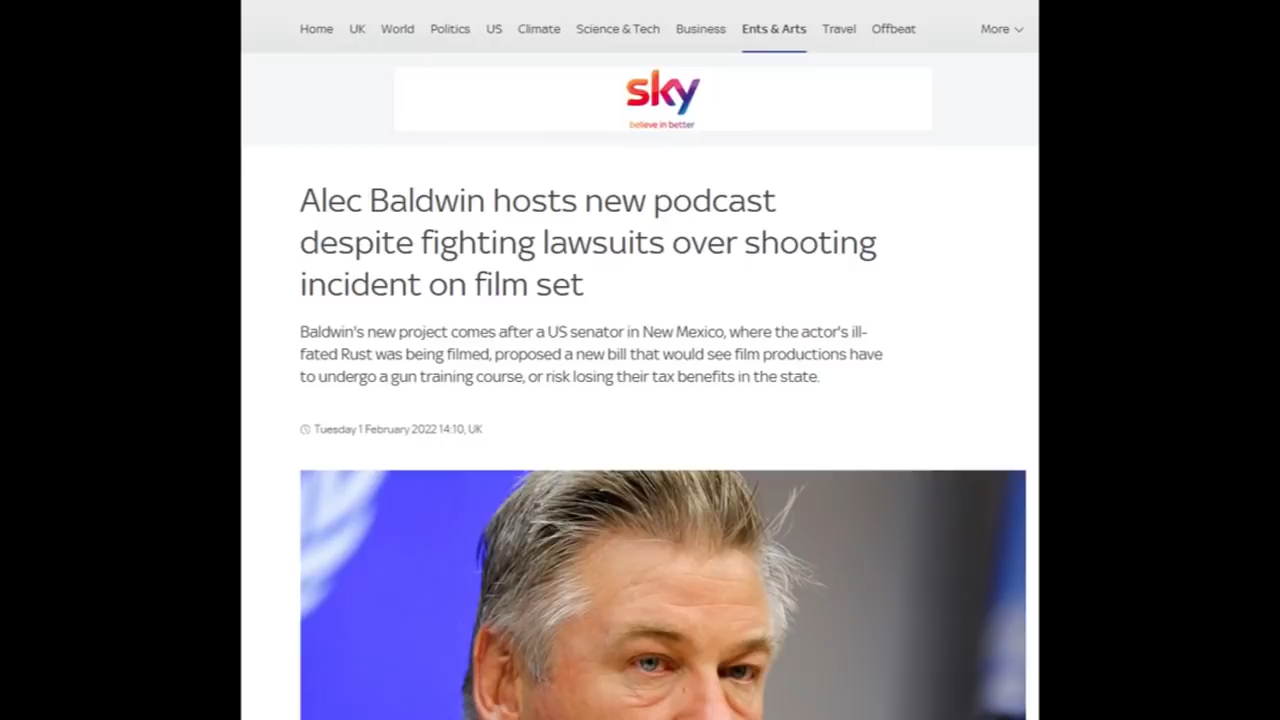 Home UK World Politics US Climate Science & Tech Business Ents & Arts Travel Offbeat More
sky
believe in better
Alec Baldwin hosts new podcast
despite fighting lawsuits over shooting
incident on film set
Baldwin's new project comes after a US senator in New Mexico, where the actor's ill-
fated Rust was being filmed, proposed a new bill that would see film productions have
to undergo a gun training course, or risk losing their tax benefits in the state.
Tuesday 1 February 2022 14:10, UK